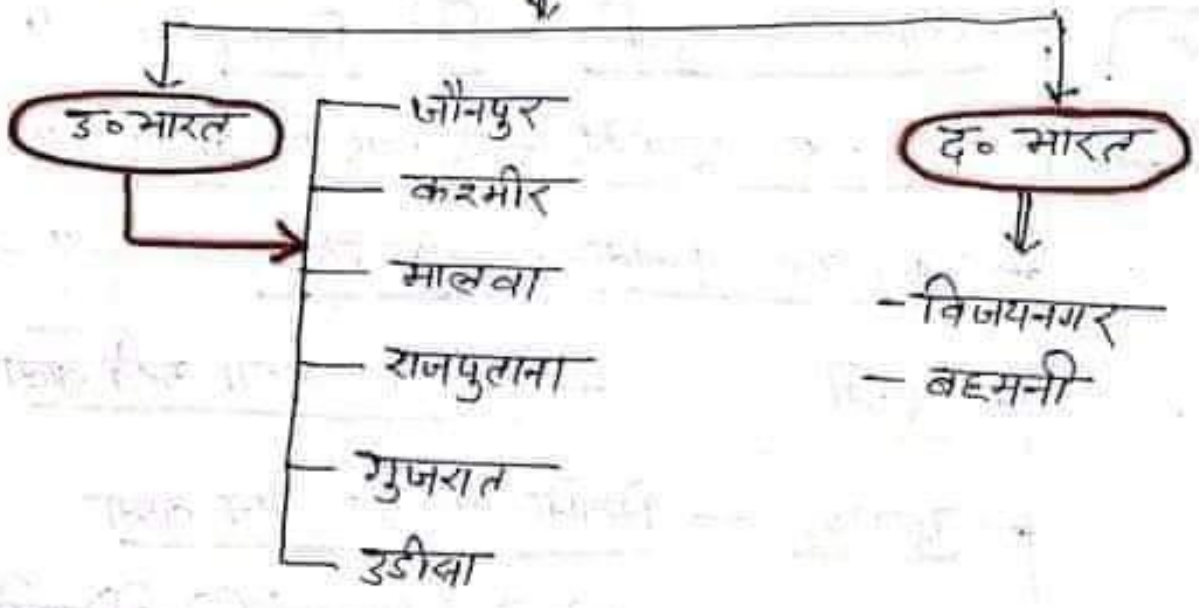 उ० भारत
जौनपुर
कश्मीर
मालवा
राजपुताना
गुजरात
उडीसा
द० भारत
- विजयनगर
- बहमनी